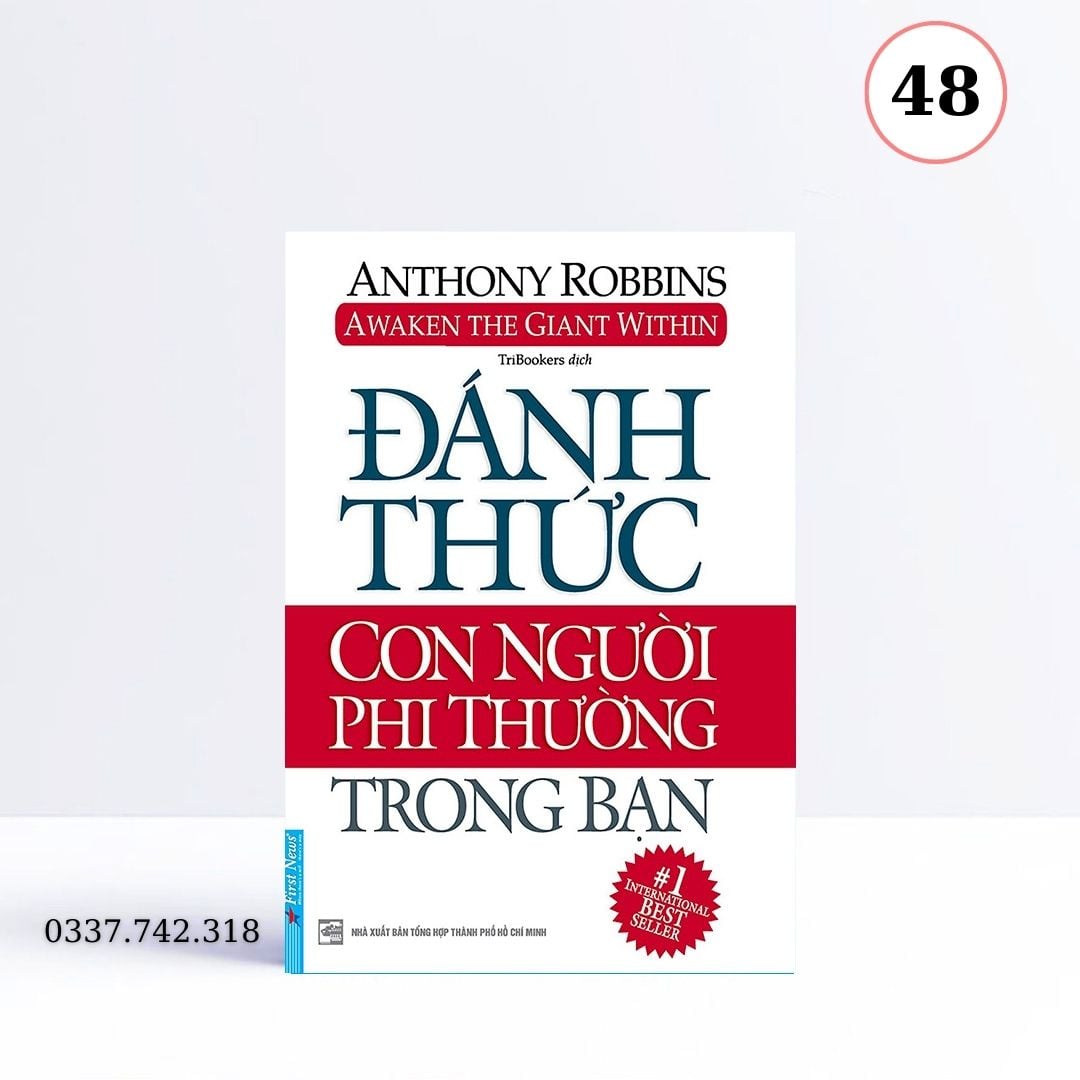 48
ANTHONY ROBBINS
AWAKEN THE GIANT WITHIN
TriBookers dịch
ĐÁNH
THỨC
CON NGƯỜI
PHI THƯỜNG
TRONG BẠN
First News
#1
INTERNATIONAL
BEST
SELLER
NHÀ XUẤT BẢN TỔNG HỢP THÀNH PHỐ HỒ CHÍ MINH
0337.742.318